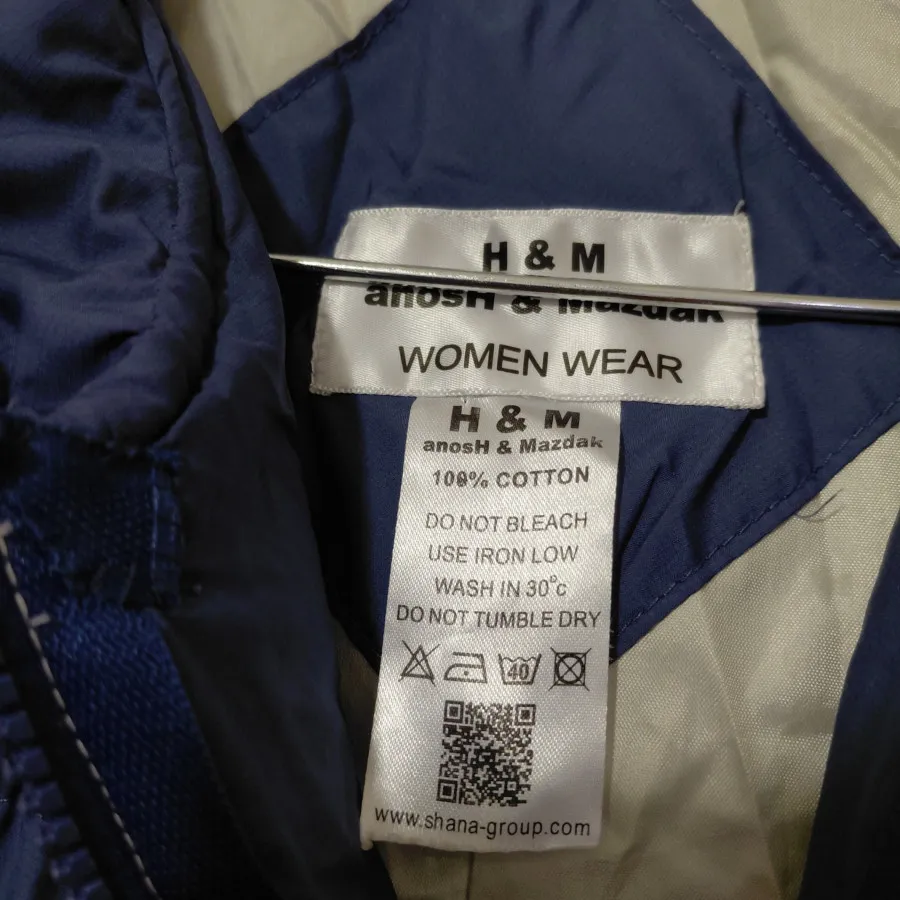 H & M
anosH & Mazdak
WOMEN WEAR
H & M
anosH & Mazdak
100% COTTON
DO NOT BLEACH
USE IRON LOW
WASH IN 30°c
DO NOT TUMBLE DRY
40
www.shana-group.com